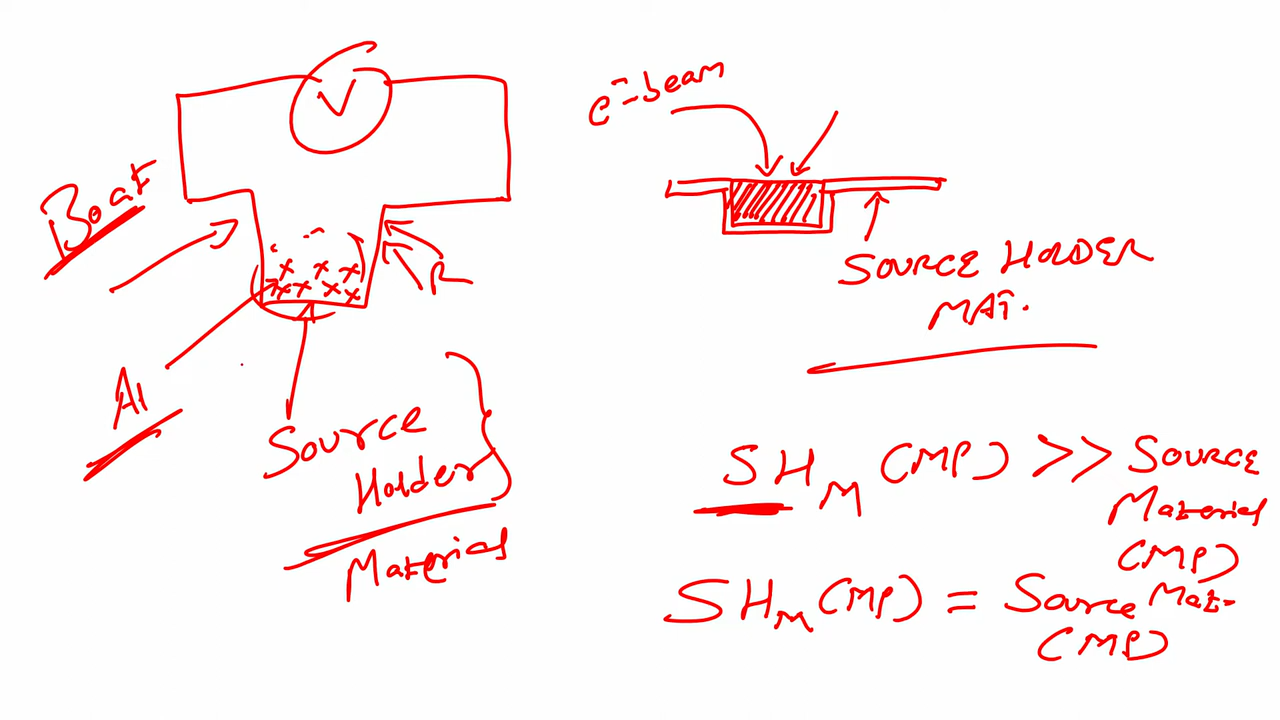 V
Boat
R
Al
Source
Holder
Material
e⁻-beam
SOURCE HOLDER
MAT.
SH_M (MP) >> SOURCE
Material
(MP)
SH_M (MP) = Source Mat.
(MP)